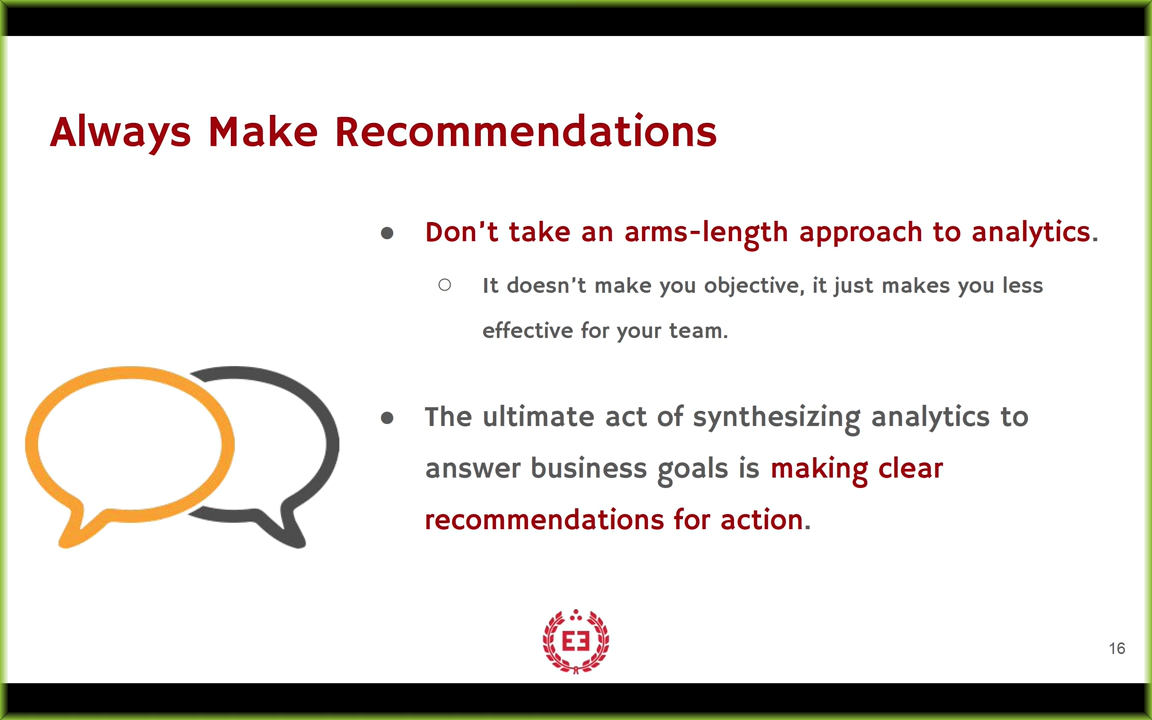 Always Make Recommendations
● Don't take an arms-length approach to analytics.
○ It doesn't make you objective, it just makes you less
effective for your team.
● The ultimate act of synthesizing analytics to
answer business goals is making clear
recommendations for action.
EE
16